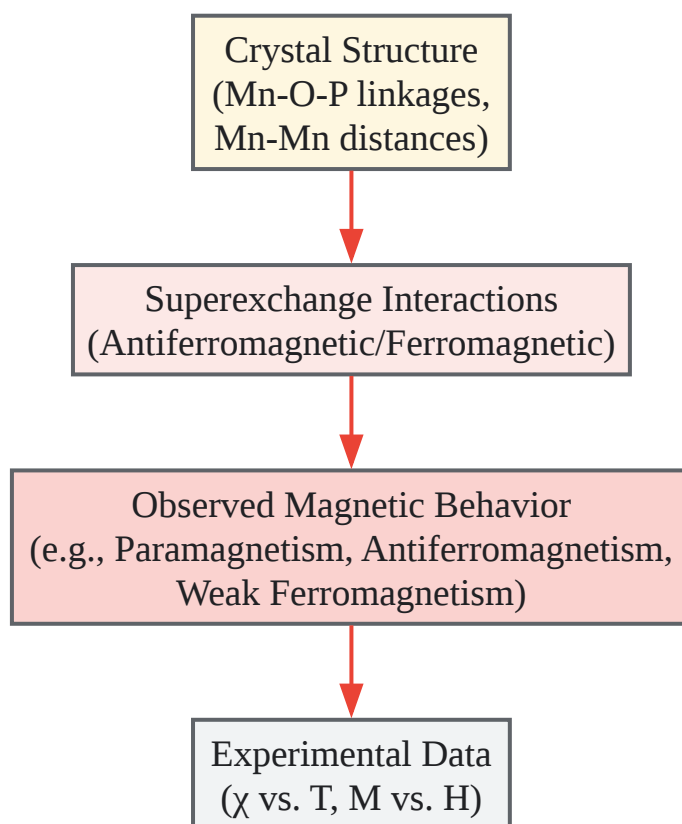 Crystal Structure
(Mn-O-P linkages,
Mn-Mn distances)
Superexchange Interactions
(Antiferromagnetic/Ferromagnetic)
Observed Magnetic Behavior
(e.g., Paramagnetism, Antiferromagnetism,
Weak Ferromagnetism)
Experimental Data
(χ vs. T, M vs. H)